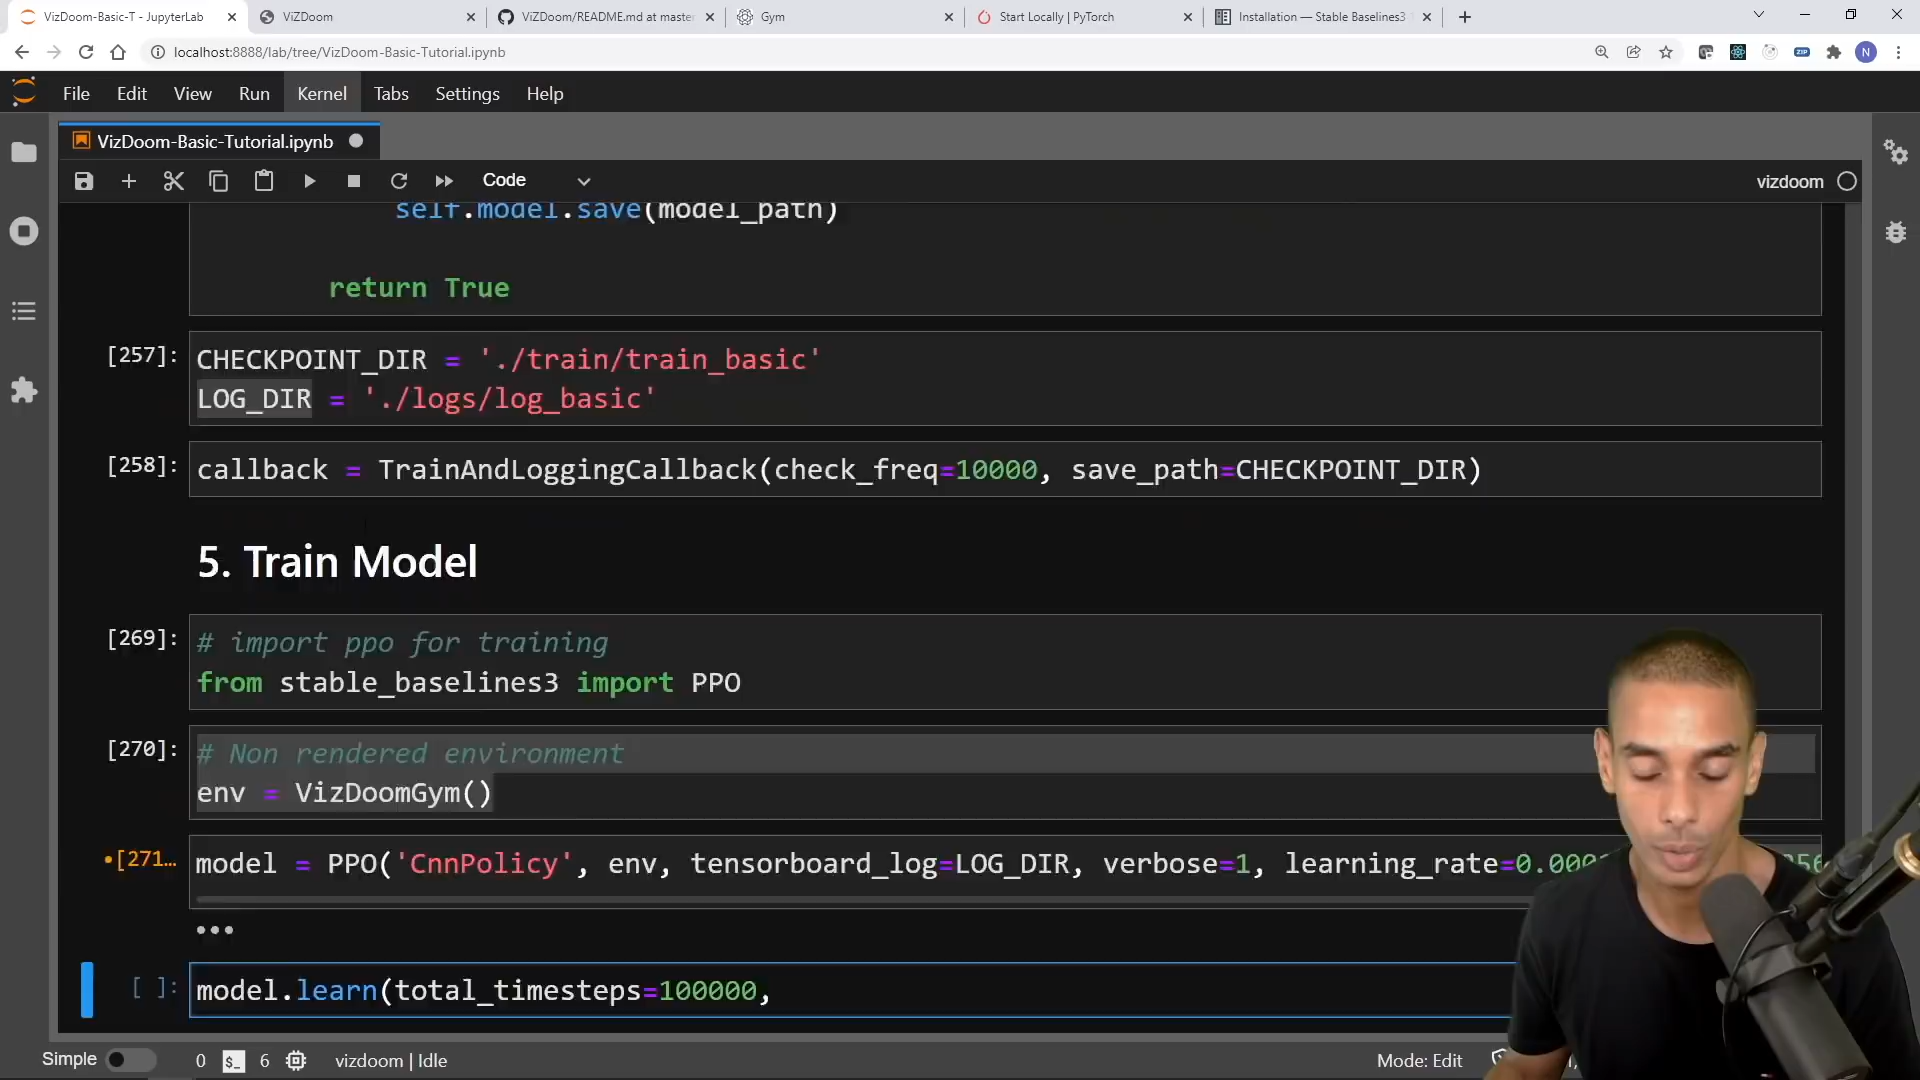 VizDoom-Basic-T - JupyterLab
ViZDoom
ViZDoom/README.md at master
Gym
Start Locally | PyTorch
Installation — Stable Baselines3
localhost:8888/lab/tree/VizDoom-Basic-Tutorial.ipynb
ZIP
N
File Edit View Run Kernel Tabs Settings Help
VizDoom-Basic-Tutorial.ipynb
Code
vizdoom
self.model.save(model_path)
return True
[257]:
CHECKPOINT_DIR = './train/train_basic'
LOG_DIR = './logs/log_basic'
[258]:
callback = TrainAndLoggingCallback(check_freq=10000, save_path=CHECKPOINT_DIR)
5. Train Model
[269]:
# import ppo for training
from stable_baselines3 import PPO
[270]:
# Non rendered environment
env = VizDoomGym()
•[271…
model = PPO('CnnPolicy', env, tensorboard_log=LOG_DIR, verbose=1, learning_rate=0.000
•••
[ ]:
model.learn(total_timesteps=100000,
Simple 0 $_ 6 vizdoom | Idle Mode: Edit